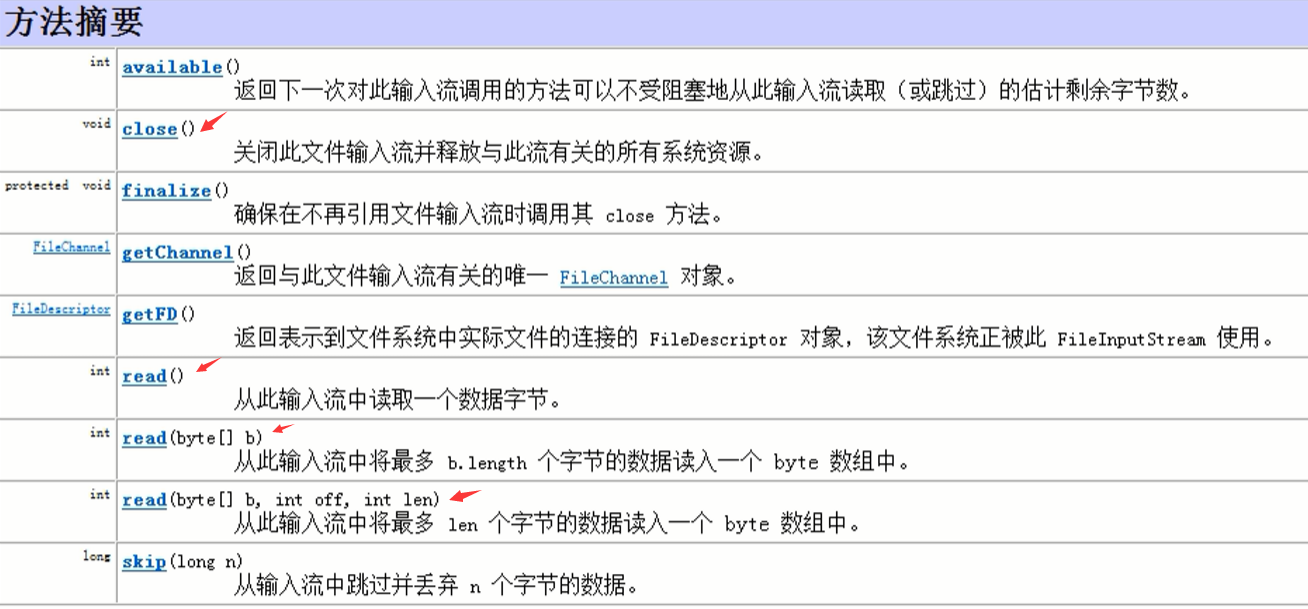 方法摘要
int available()
返回下一次对此输入流调用的方法可以不受阻塞地从此输入流读取（或跳过）的估计剩余字节数。
void close()
关闭此文件输入流并释放与此流有关的所有系统资源。
protected void finalize()
确保在不再引用文件输入流时调用其 close 方法。
FileChannel getChannel()
返回与此文件输入流有关的唯一 FileChannel 对象。
FileDescriptor getFD()
返回表示到文件系统中实际文件的连接的 FileDescriptor 对象，该文件系统正被此 FileInputStream 使用。
int read()
从此输入流中读取一个数据字节。
int read(byte[] b)
从此输入流中将最多 b.length 个字节的数据读入一个 byte 数组中。
int read(byte[] b, int off, int len)
从此输入流中将最多 len 个字节的数据读入一个 byte 数组中。
long skip(long n)
从输入流中跳过并丢弃 n 个字节的数据。